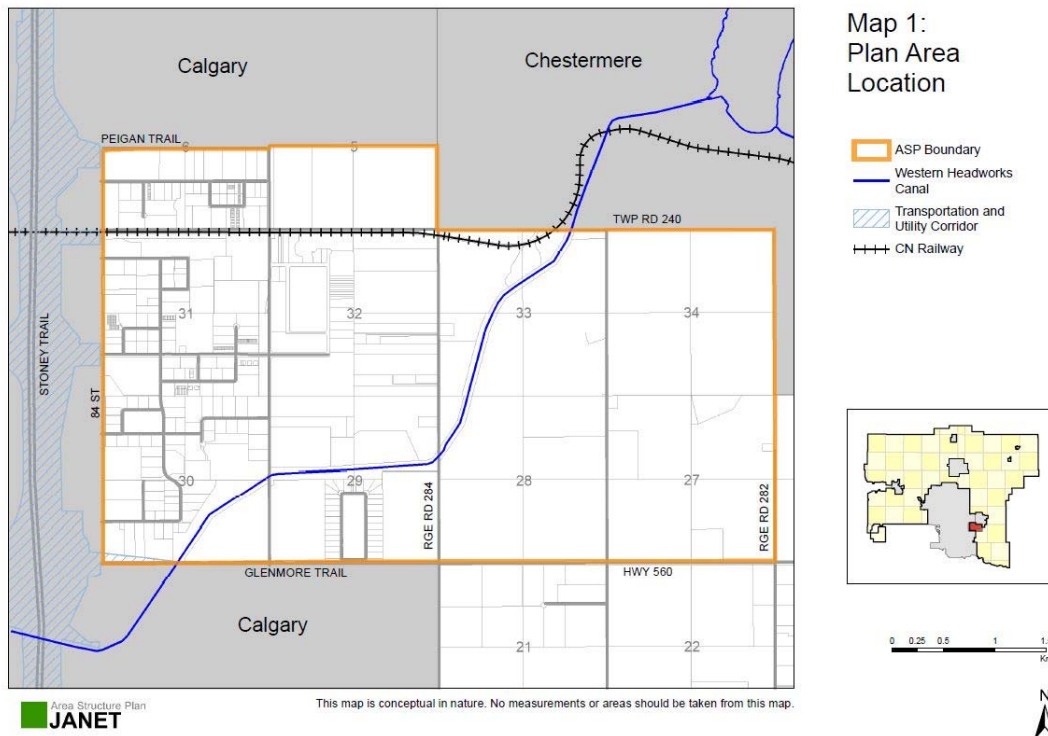 Calgary
Chestermere
PEIGAN TRAIL
6
5
TWP RD 240
31
32
33
34
STONEY TRAIL
84 ST
30
29
28
27
RGE RD 284
RGE RD 282
GLENMORE TRAIL
HWY 560
Calgary
21
22
Map 1:
Plan Area
Location
ASP Boundary
Western Headworks
Canal
Transportation and
Utility Corridor
CN Railway
0 0.25 0.5 1
N
Area Structure Plan
JANET
This map is conceptual in nature. No measurements or areas should be taken from this map.